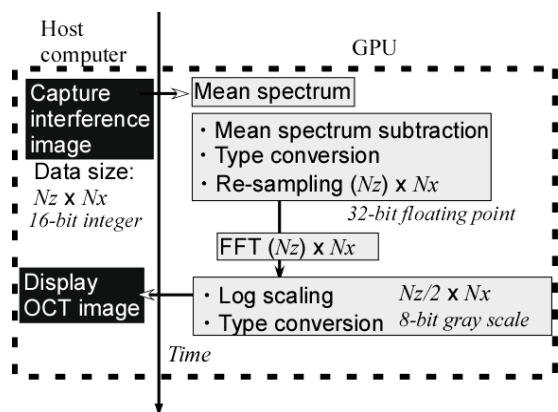 Host
computer
GPU
Capture
interference
image
Mean spectrum
・Mean spectrum subtraction
・Type conversion
・Re-sampling (Nz) x Nx
Data size:
Nz x Nx
16-bit integer
32-bit floating point
FFT (Nz) x Nx
Display
OCT image
・Log scaling
・Type conversion
Nz/2 x Nx
8-bit gray scale
Time